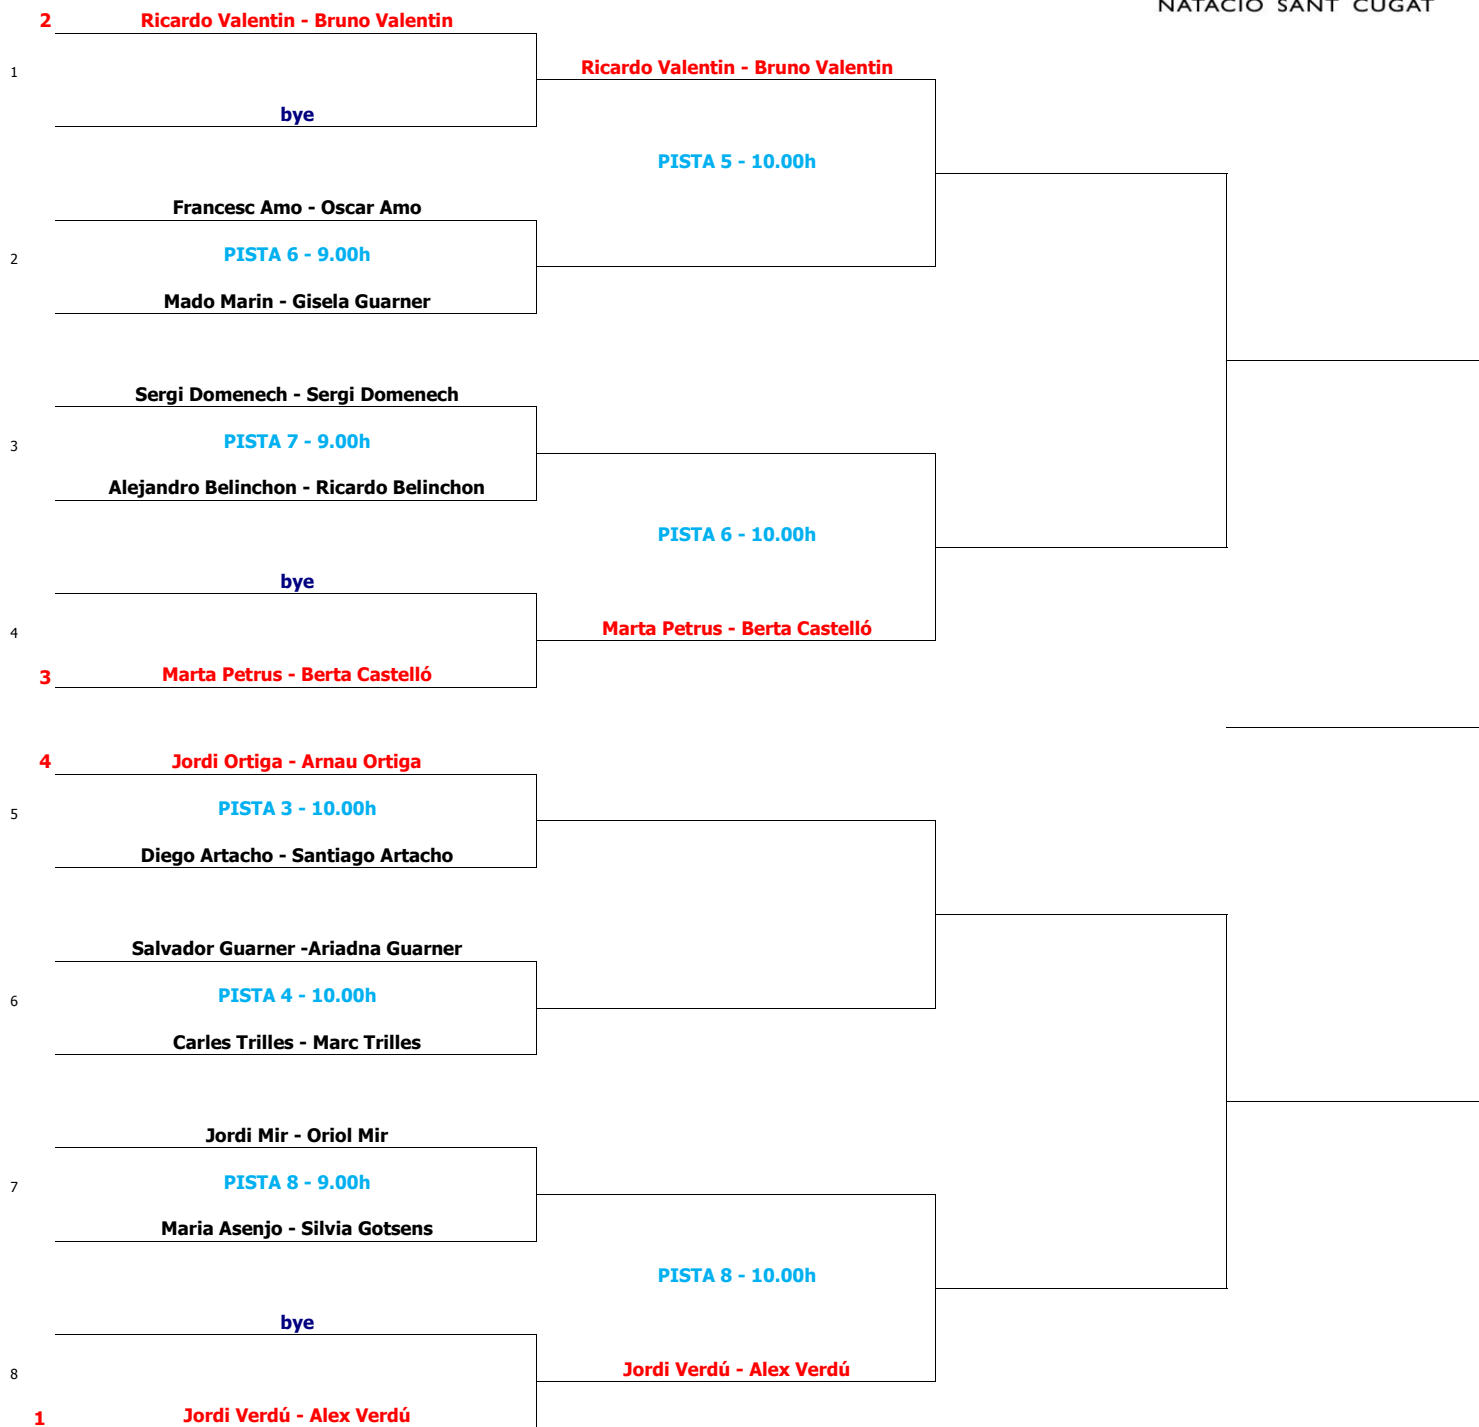 NATACIÓ SANT CUGAT
2 Ricardo Valentin - Bruno Valentin
1
Ricardo Valentin - Bruno Valentin
bye
PISTA 5 - 10.00h
Francesc Amo - Oscar Amo
2 PISTA 6 - 9.00h
Mado Marin - Gisela Guarner
Sergi Domenech - Sergi Domenech
3 PISTA 7 - 9.00h
Alejandro Belinchon - Ricardo Belinchon
PISTA 6 - 10.00h
bye
4
Marta Petrus - Berta Castelló
3 Marta Petrus - Berta Castelló
4 Jordi Ortiga - Arnau Ortiga
5 PISTA 3 - 10.00h
Diego Artacho - Santiago Artacho
Salvador Guarner -Ariadna Guarner
6 PISTA 4 - 10.00h
Carles Trilles - Marc Trilles
Jordi Mir - Oriol Mir
7 PISTA 8 - 9.00h
Maria Asenjo - Silvia Gotsens
PISTA 8 - 10.00h
bye
8
Jordi Verdú - Alex Verdú
1 Jordi Verdú - Alex Verdú